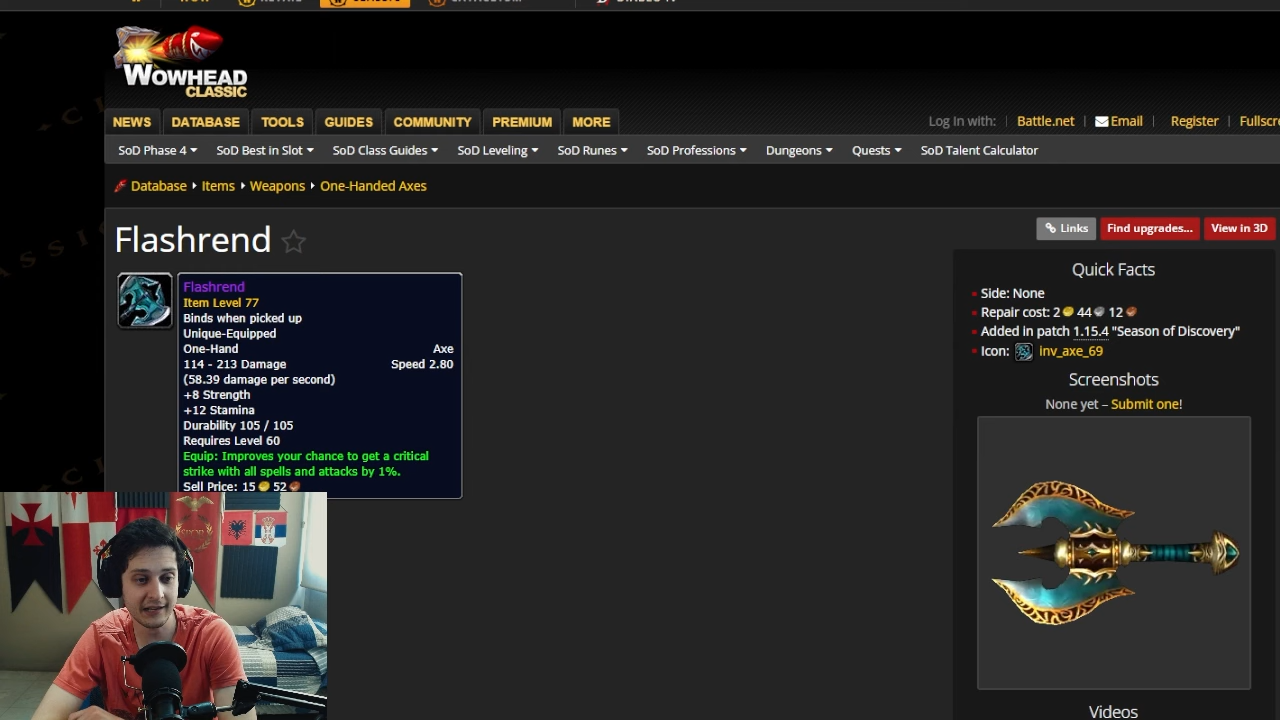 WOWHEAD
CLASSIC
NEWS DATABASE TOOLS GUIDES COMMUNITY PREMIUM MORE
Log In with: Battle.net Email Register Fullscre
SoD Phase 4 SoD Best in Slot SoD Class Guides SoD Leveling SoD Runes SoD Professions Dungeons Quests SoD Talent Calculator
Database Items Weapons One-Handed Axes
Flashrend
Links Find upgrades... View in 3D
Flashrend
Item Level 77
Binds when picked up
Unique-Equipped
One-Hand Axe
114 - 213 Damage Speed 2.80
(58.39 damage per second)
+8 Strength
+12 Stamina
Durability 105 / 105
Requires Level 60
Equip: Improves your chance to get a critical
strike with all spells and attacks by 1%.
Sell Price: 15 52
Quick Facts
Side: None
Repair cost: 2 44 12
Added in patch 1.15.4 "Season of Discovery"
Icon: inv_axe_69
Screenshots
None yet – Submit one!
Videos